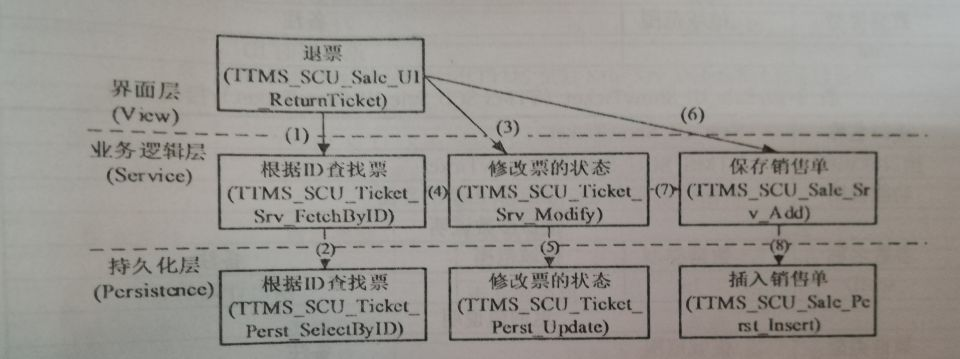 退票
(TTMS_SCU_Sale_UI
_ReturnTicket)
界面层
(View)
(1)
(3)
(6)
业务逻辑层
(Service)
根据ID查找票
(TTMS_SCU_Ticket_
Srv_FetchByID)
(4)
修改票的状态
(TTMS_SCU_Ticket_
Srv_Modify)
(7)
保存销售单
(TTMS_SCU_Sale_Sr
v_Add)
(2)
(5)
(8)
持久化层
(Persistence)
根据ID查找票
(TTMS_SCU_Ticket_
Perst_SelectByID)
修改票的状态
(TTMS_SCU_Ticket_
Perst_Update)
插入销售单
(TTMS_SCU_Sale_Pe
rst_Insert)